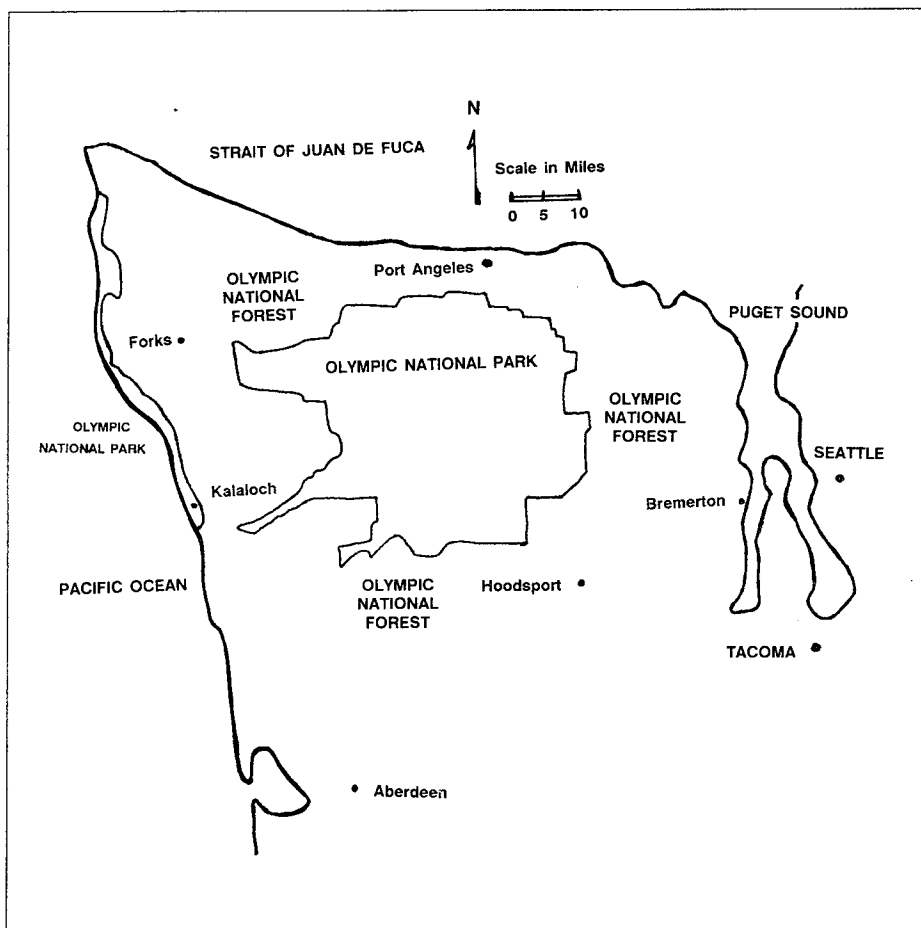 N
STRAIT OF JUAN DE FUCA
Scale in Miles
0 5 10
Port Angeles
OLYMPIC
NATIONAL
FOREST
PUGET SOUND
Forks
OLYMPIC NATIONAL PARK
OLYMPIC
NATIONAL
FOREST
OLYMPIC
NATIONAL PARK
SEATTLE
Kalaloch
Bremerton
PACIFIC OCEAN
OLYMPIC
NATIONAL
FOREST
Hoodsport
TACOMA
Aberdeen